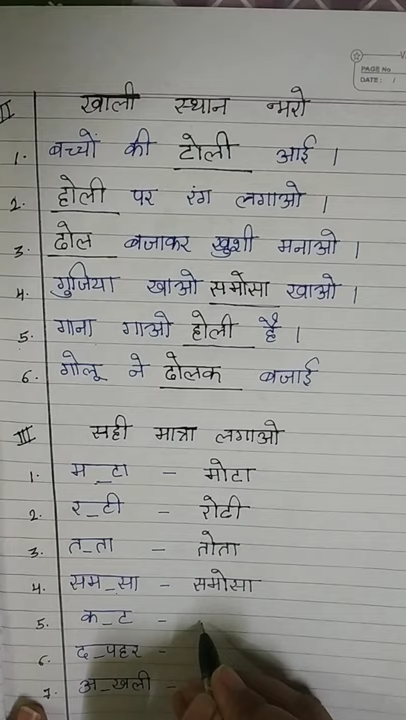 PAGE No
DATE: /
II खाली स्थान भरो
1. बच्चों की टोली आई |
2. होली पर रंग लगाओ |
3. ढोल बजाकर खुशी मनाओ |
4. गुजिया खाओ समोसा खाओ |
5. गाना गाओ होली है |
6. गोलू ने ढोलक बजाई
III सही मात्रा लगाओ
1. म_टा - मोटा
2. र_टी - रोटी
3. त_ता - तोता
4. सम_सा - समोसा
5. क_ट -
6. द_पहर -
7. अ_खली -